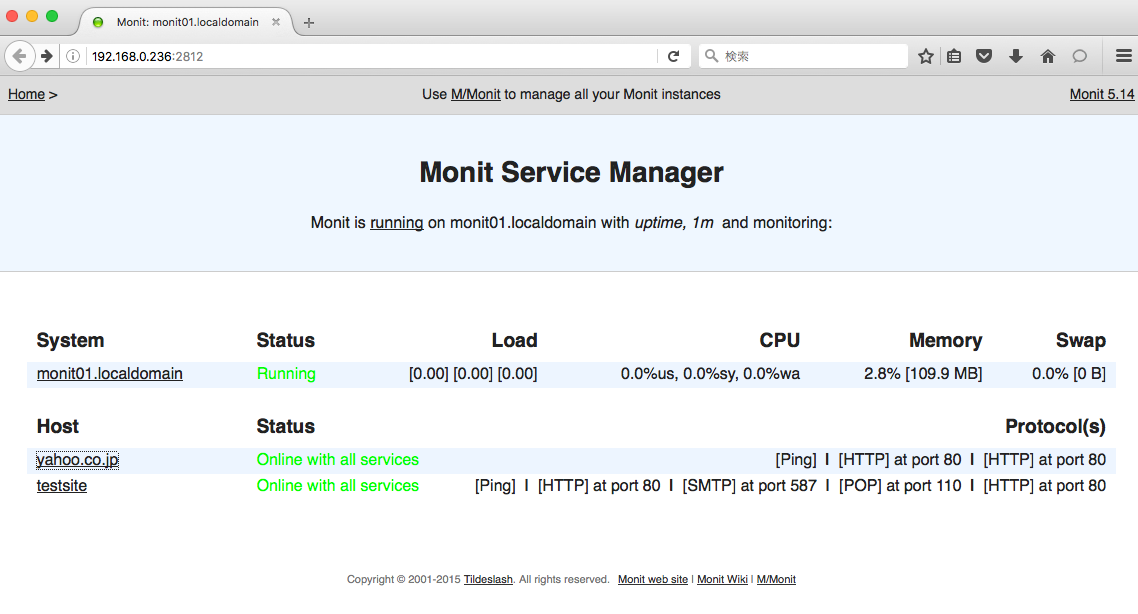 Monit: monit01.localdomain
192.168.0.236:2812
検索
Home > Use M/Monit to manage all your Monit instances Monit 5.14
Monit Service Manager
Monit is running on monit01.localdomain with uptime, 1m and monitoring:
System Status Load CPU Memory Swap
monit01.localdomain Running [0.00] [0.00] [0.00] 0.0%us, 0.0%sy, 0.0%wa 2.8% [109.9 MB] 0.0% [0 B]
Host Status Protocol(s)
yahoo.co.jp Online with all services [Ping] | [HTTP] at port 80 | [HTTP] at port 80
testsite Online with all services [Ping] | [HTTP] at port 80 | [SMTP] at port 587 | [POP] at port 110 | [HTTP] at port 80
Copyright © 2001-2015 Tildeslash. All rights reserved. Monit web site | Monit Wiki | M/Monit